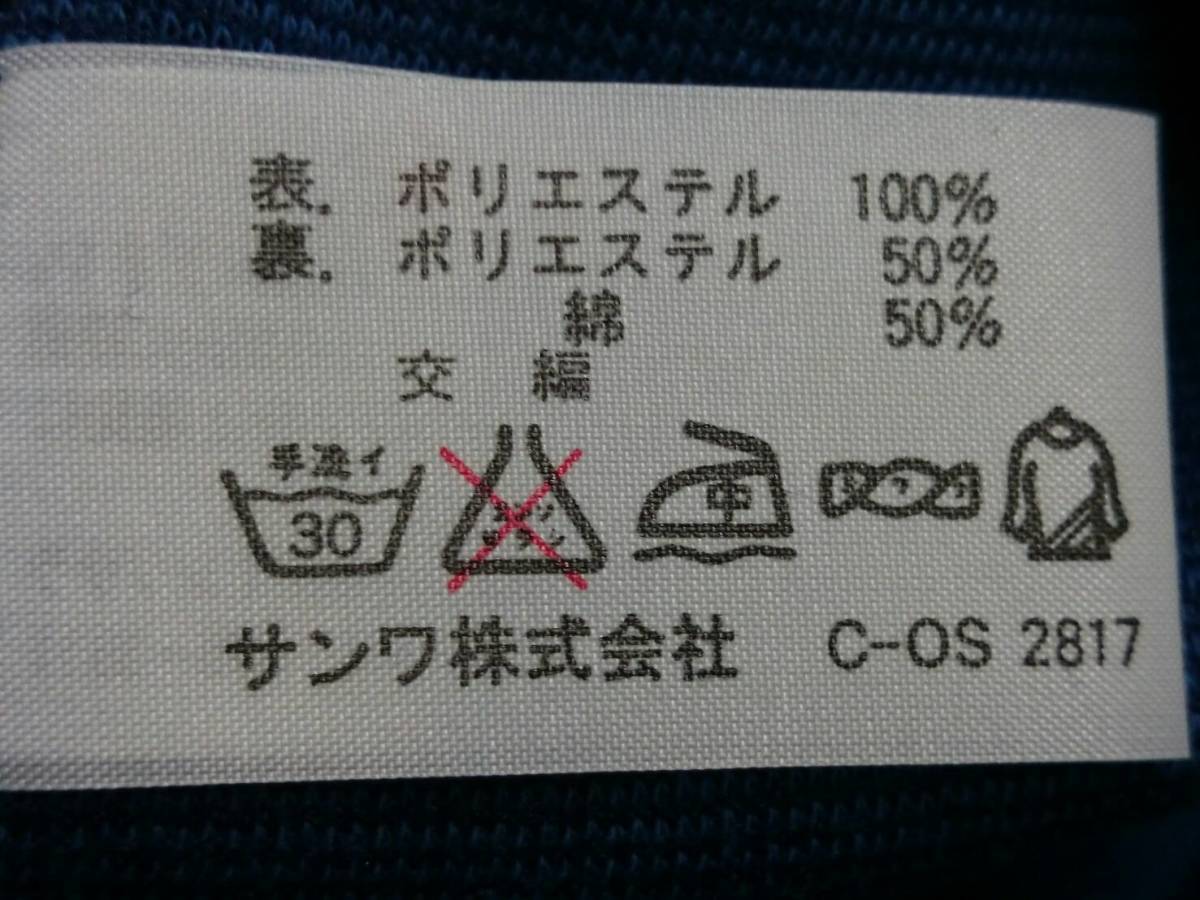 表. ポリエステル 100%
裏. ポリエステル 50%
綿 50%
交 編
手洗イ
30
中
サンワ株式会社 C-OS 2817